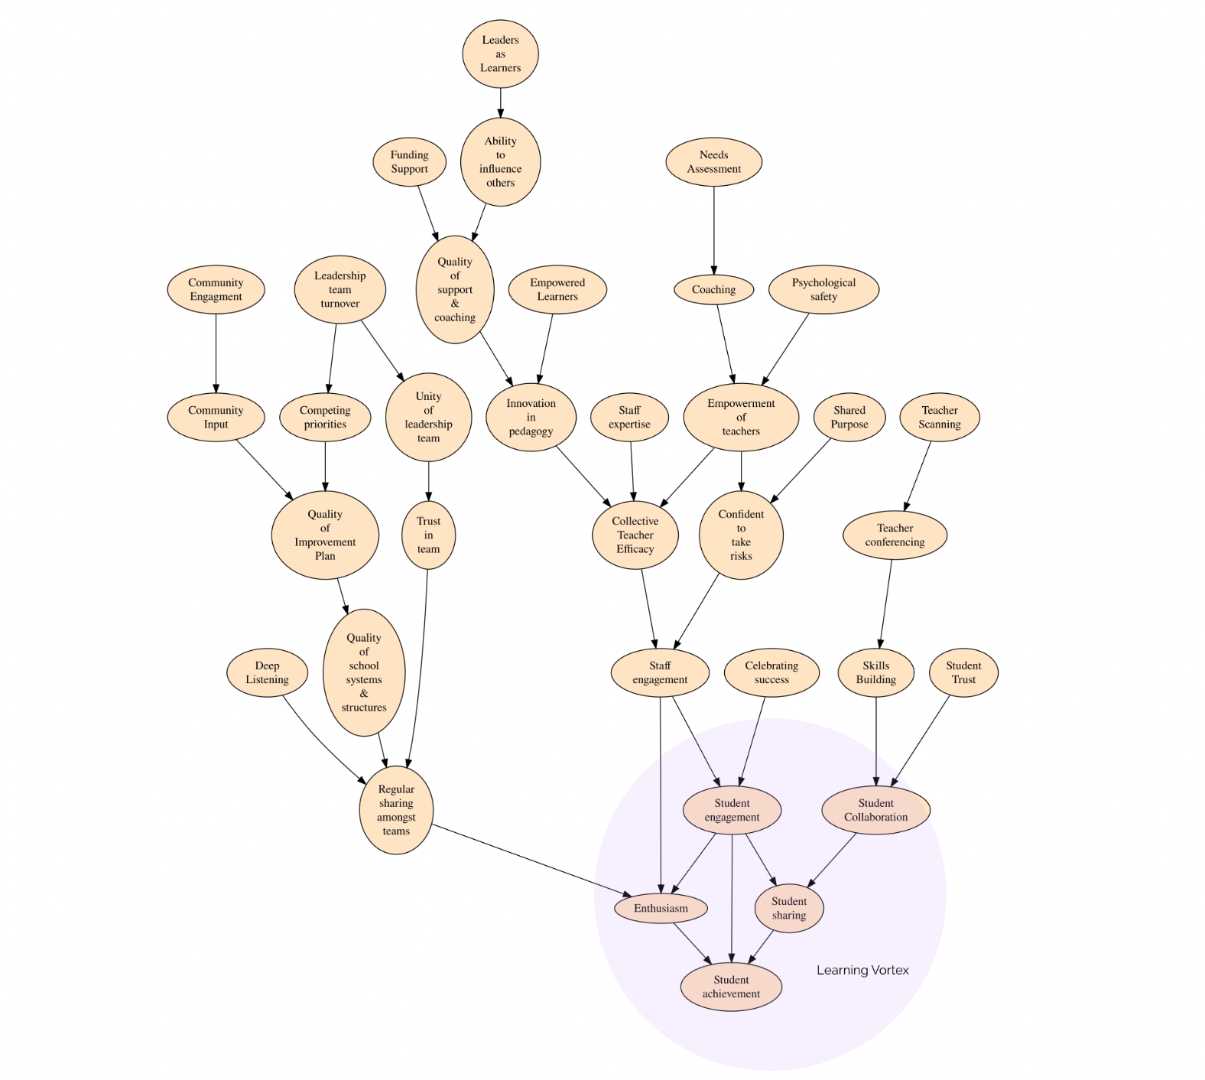 Leaders
as
Learners
Funding
Support
Ability
to
influence
others
Needs
Assessment
Community
Engagment
Leadership
team
turnover
Quality
of
support
&
coaching
Empowered
Learners
Coaching
Psychological
safety
Community
Input
Competing
priorities
Unity
of
leadership
team
Innovation
in
pedagogy
Staff
expertise
Empowerment
of
teachers
Shared
Purpose
Teacher
Scanning
Quality
of
Improvement
Plan
Trust
in
team
Collective
Teacher
Efficacy
Confident
to
take
risks
Teacher
conferencing
Deep
Listening
Quality
of
school
systems
&
structures
Staff
engagement
Celebrating
success
Skills
Building
Student
Trust
Regular
sharing
amongst
teams
Student
engagement
Student
Collaboration
Enthusiasm
Student
sharing
Learning Vortex
Student
achievement